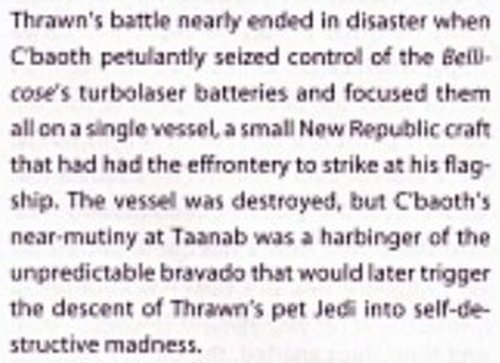 Thrawn's battle nearly ended in disaster when
C'baoth petulantly seized control of the Belli-
cose's turbolaser batteries and focused them
all on a single vessel, a small New Republic craft
that had had the effrontery to strike at his flag-
ship. The vessel was destroyed, but C'baoth's
near-mutiny at Taanab was a harbinger of the
unpredictable bravado that would later trigger
the descent of Thrawn's pet Jedi into self-de-
structive madness.